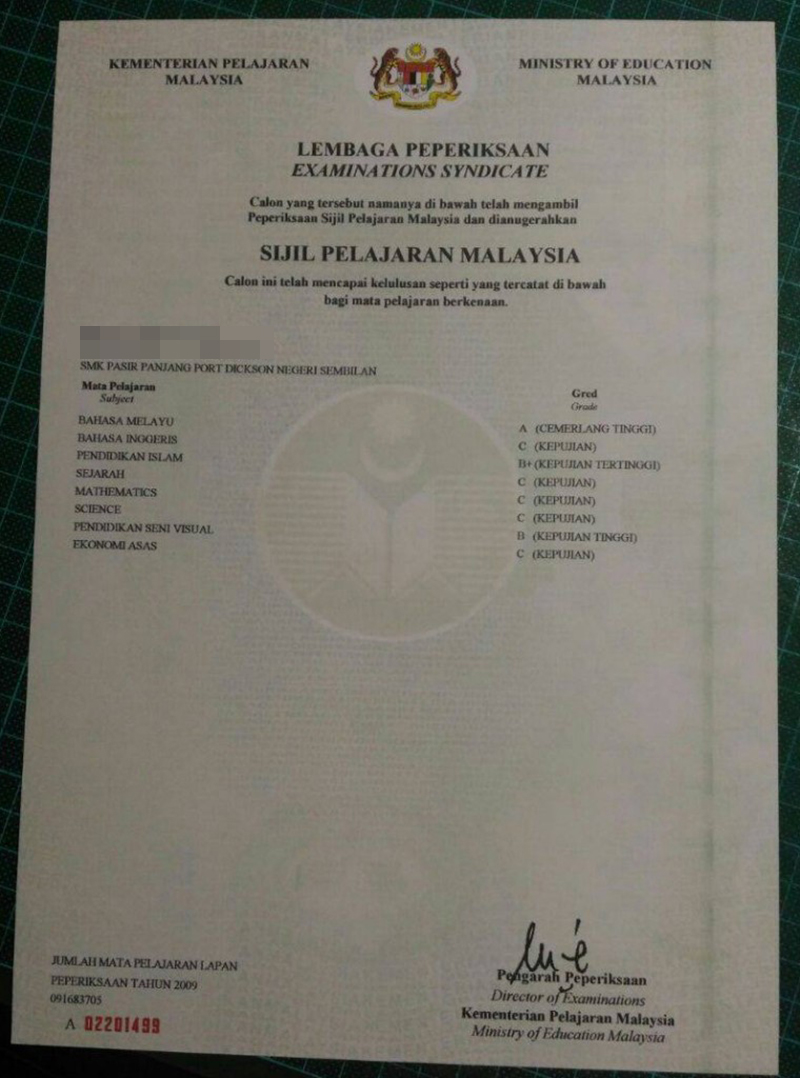 KEMENTERIAN PELAJARAN
MALAYSIA
MINISTRY OF EDUCATION
MALAYSIA
LEMBAGA PEPERIKSAAN
EXAMINATIONS SYNDICATE
Calon yang tersebut namanya di bawah telah mengambil
Peperiksaan Sijil Pelajaran Malaysia dan dianugerahkan
SIJIL PELAJARAN MALAYSIA
Calon ini telah mencapai kelulusan seperti yang tercatat di bawah
bagi mata pelajaran berkenaan.
SMK PASIR PANJANG PORT DICKSON NEGERI SEMBILAN
Mata Pelajaran Gred
Subject Grade
BAHASA MELAYU A (CEMERLANG TINGGI)
BAHASA INGGERIS C (KEPUJIAN)
PENDIDIKAN ISLAM B+ (KEPUJIAN TERTINGGI)
SEJARAH C (KEPUJIAN)
MATHEMATICS C (KEPUJIAN)
SCIENCE C (KEPUJIAN)
PENDIDIKAN SENI VISUAL B (KEPUJIAN TINGGI)
EKONOMI ASAS C (KEPUJIAN)
JUMLAH MATA PELAJARAN LAPAN
PEPERIKSAAN TAHUN 2009
091683705
A 02201499
Pengarah Peperiksaan
Director of Examinations
Kementerian Pelajaran Malaysia
Ministry of Education Malaysia